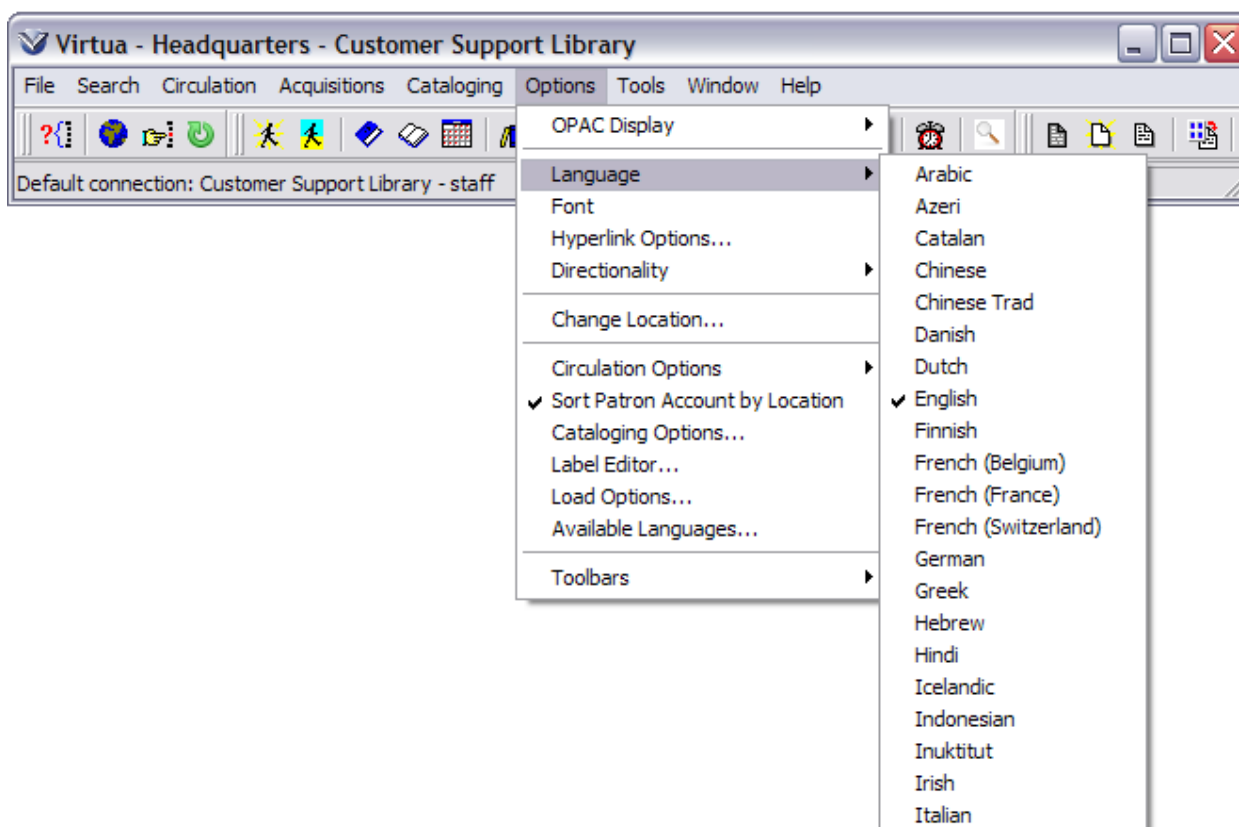 Virtua - Headquarters - Customer Support Library
File Search Circulation Acquisitions Cataloging Options Tools Window Help
Default connection: Customer Support Library - staff
OPAC Display
Language
Font
Hyperlink Options...
Directionality
Change Location...
Circulation Options
Sort Patron Account by Location
Cataloging Options...
Label Editor...
Load Options...
Available Languages...
Toolbars
Arabic
Azeri
Catalan
Chinese
Chinese Trad
Danish
Dutch
English
Finnish
French (Belgium)
French (France)
French (Switzerland)
German
Greek
Hebrew
Hindi
Icelandic
Indonesian
Inuktitut
Irish
Italian